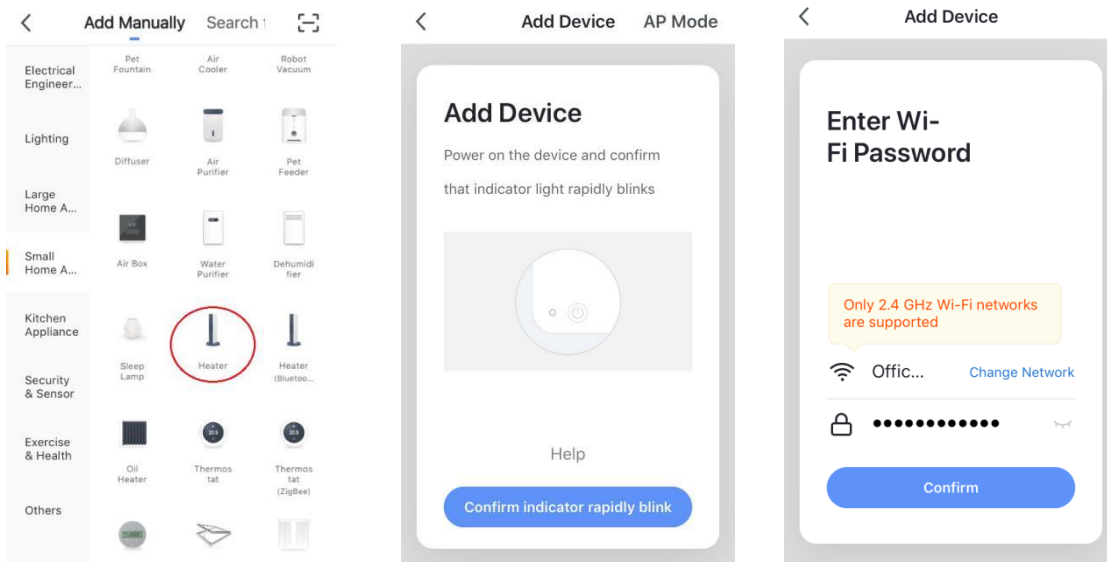 Add Manually Search
Electrical
Engineer...
Lighting
Large
Home A...
Small
Home A...
Kitchen
Appliance
Security
& Sensor
Exercise
& Health
Others
Pet
Fountain
Air
Cooler
Robot
Vacuum
Diffuser
Air
Purifier
Pet
Feeder
Air Box
Water
Purifier
Dehumidi
fier
Sleep
Lamp
Heater
Heater
(Bluetoo...
Oil
Heater
Thermos
tat
Thermos
tat
(ZigBee)
Add Device AP Mode
Add Device
Power on the device and confirm
that indicator light rapidly blinks
Help
Confirm indicator rapidly blink
Add Device
Enter Wi-
Fi Password
Only 2.4 GHz Wi-Fi networks
are supported
Offic... Change Network
Confirm